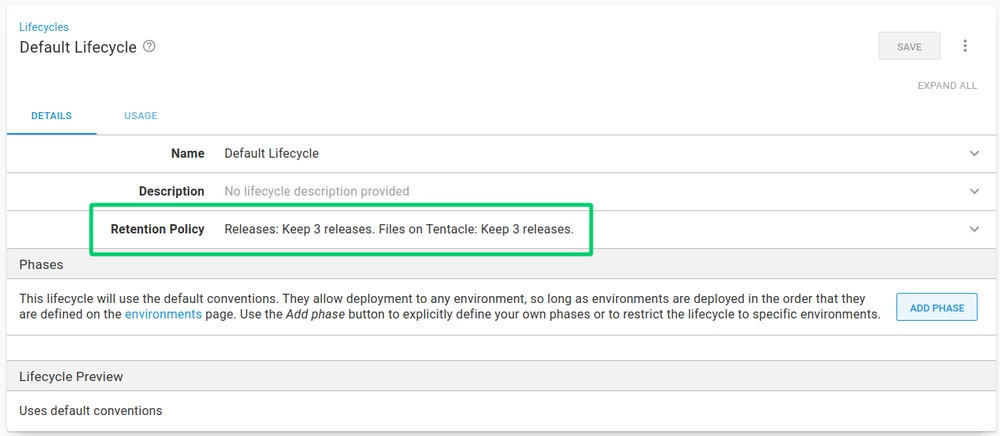 Lifecycles
Default Lifecycle
SAVE
EXPAND ALL
DETAILS USAGE
Name Default Lifecycle
Description No lifecycle description provided
Retention Policy Releases: Keep 3 releases. Files on Tentacle: Keep 3 releases.
Phases
This lifecycle will use the default conventions. They allow deployment to any environment, so long as environments are deployed in the order that they
are defined on the environments page. Use the Add phase button to explicitly define your own phases or to restrict the lifecycle to specific environments.
ADD PHASE
Lifecycle Preview
Uses default conventions